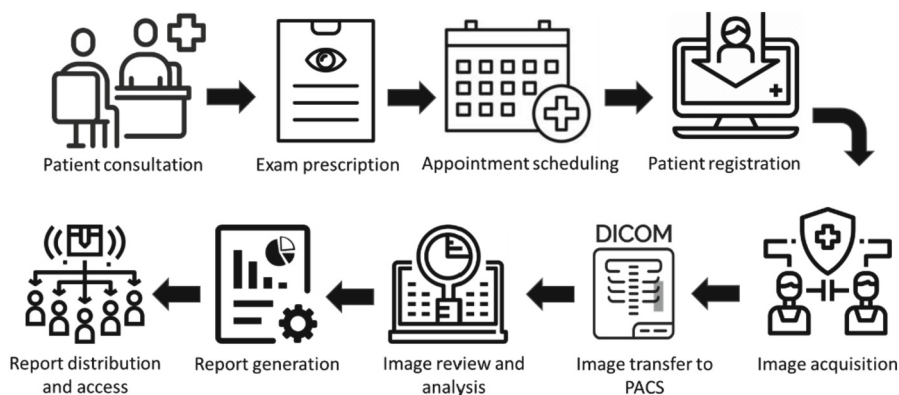 Patient consultation
Exam prescription
Appointment scheduling
Patient registration
DICOM
Report distribution
and access
Report generation
Image review and
analysis
Image transfer to
PACS
Image acquisition